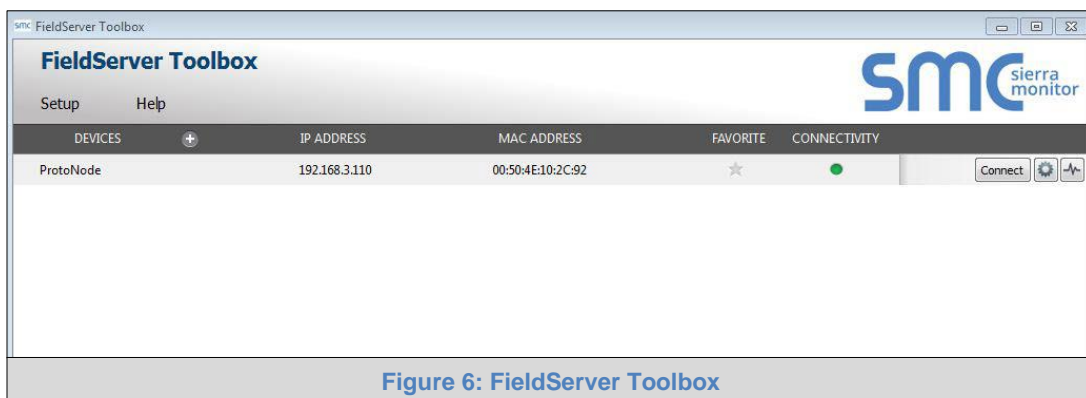 smc FieldServer Toolbox
FieldServer Toolbox
smc sierra monitor
Setup Help
DEVICES IP ADDRESS MAC ADDRESS FAVORITE CONNECTIVITY
ProtoNode 192.168.3.110 00:50:4E:10:2C:92 Connect
Figure 6: FieldServer Toolbox